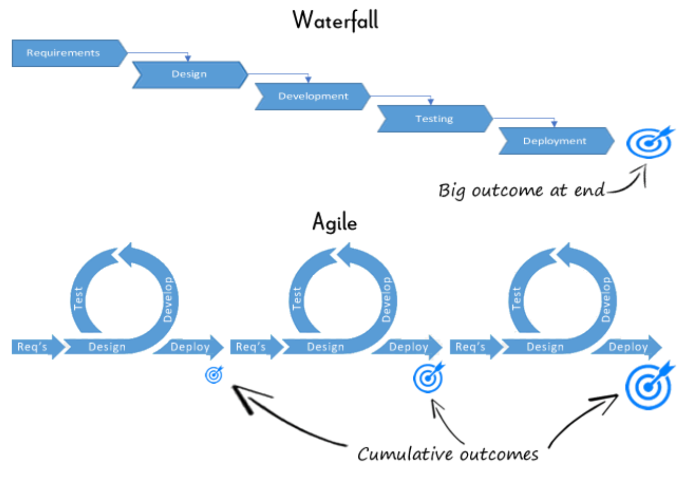 Waterfall
Requirements
Design
Development
Testing
Deployment
Big outcome at end
Agile
Test
Develop
Req's
Design
Deploy
Test
Develop
Req's
Design
Deploy
Test
Develop
Req's
Design
Deploy
Cumulative outcomes